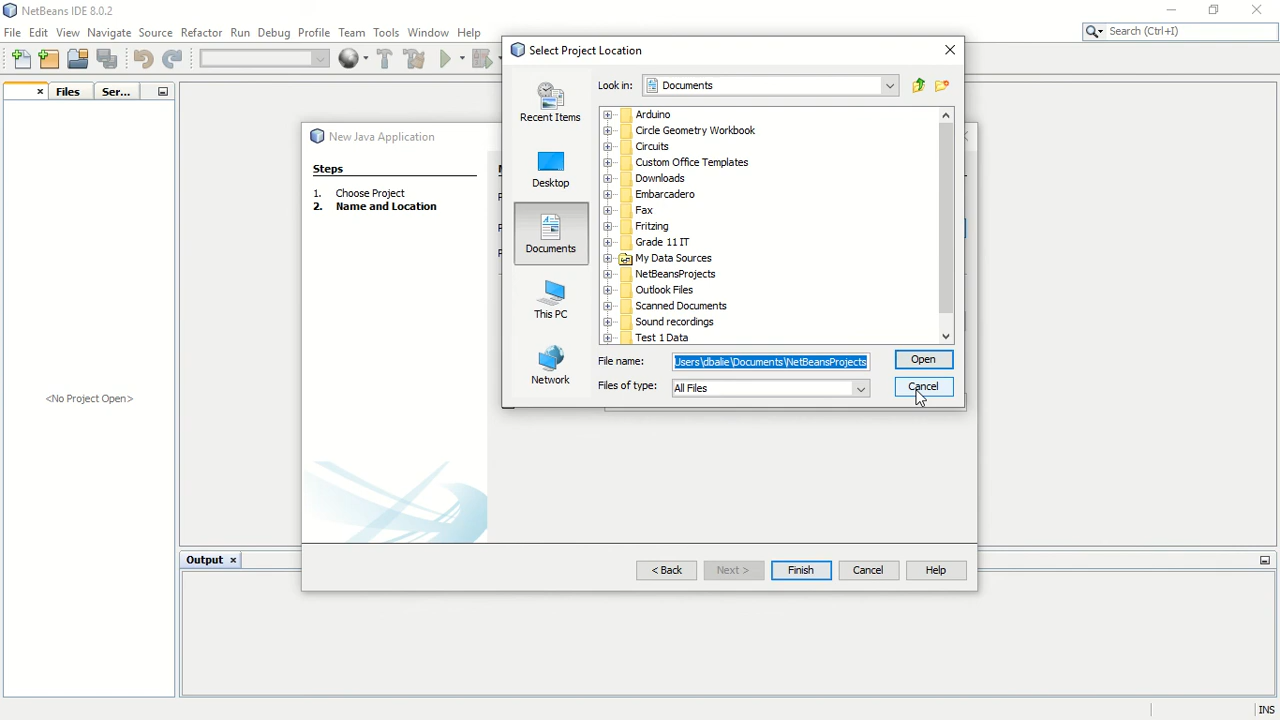 NetBeans IDE 8.0.2
File Edit View Navigate Source Refactor Run Debug Profile Team Tools Window Help
Search (Ctrl+I)
Files
Ser...
Select Project Location
Look in:
Documents
Recent Items
Desktop
Documents
This PC
Network
Arduino
Circle Geometry Workbook
Circuits
Custom Office Templates
Downloads
Embarcadero
Fax
Fritzing
Grade 11 IT
My Data Sources
NetBeansProjects
Outlook Files
Scanned Documents
Sound recordings
Test 1 Data
File name:
Users\dbalie\Documents\NetBeansProjects
Open
Files of type:
All Files
Cancel
New Java Application
Steps
1. Choose Project
2. Name and Location
<No Project Open>
< Back
Next >
Finish
Cancel
Help
Output
INS